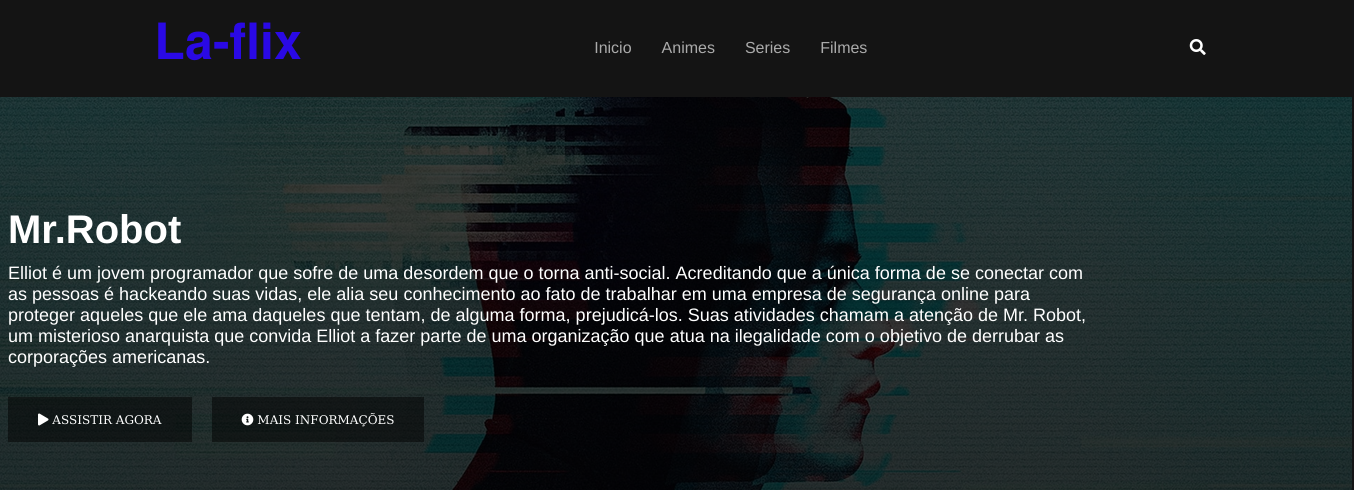 La-flix
Inicio Animes Series Filmes
Mr.Robot
Elliot é um jovem programador que sofre de uma desordem que o torna anti-social. Acreditando que a única forma de se conectar com
as pessoas é hackeando suas vidas, ele alia seu conhecimento ao fato de trabalhar em uma empresa de segurança online para
proteger aqueles que ele ama daqueles que tentam, de alguma forma, prejudicá-los. Suas atividades chamam a atenção de Mr. Robot,
um misterioso anarquista que convida Elliot a fazer parte de uma organização que atua na ilegalidade com o objetivo de derrubar as
corporações americanas.
ASSISTIR AGORA MAIS INFORMAÇÕES